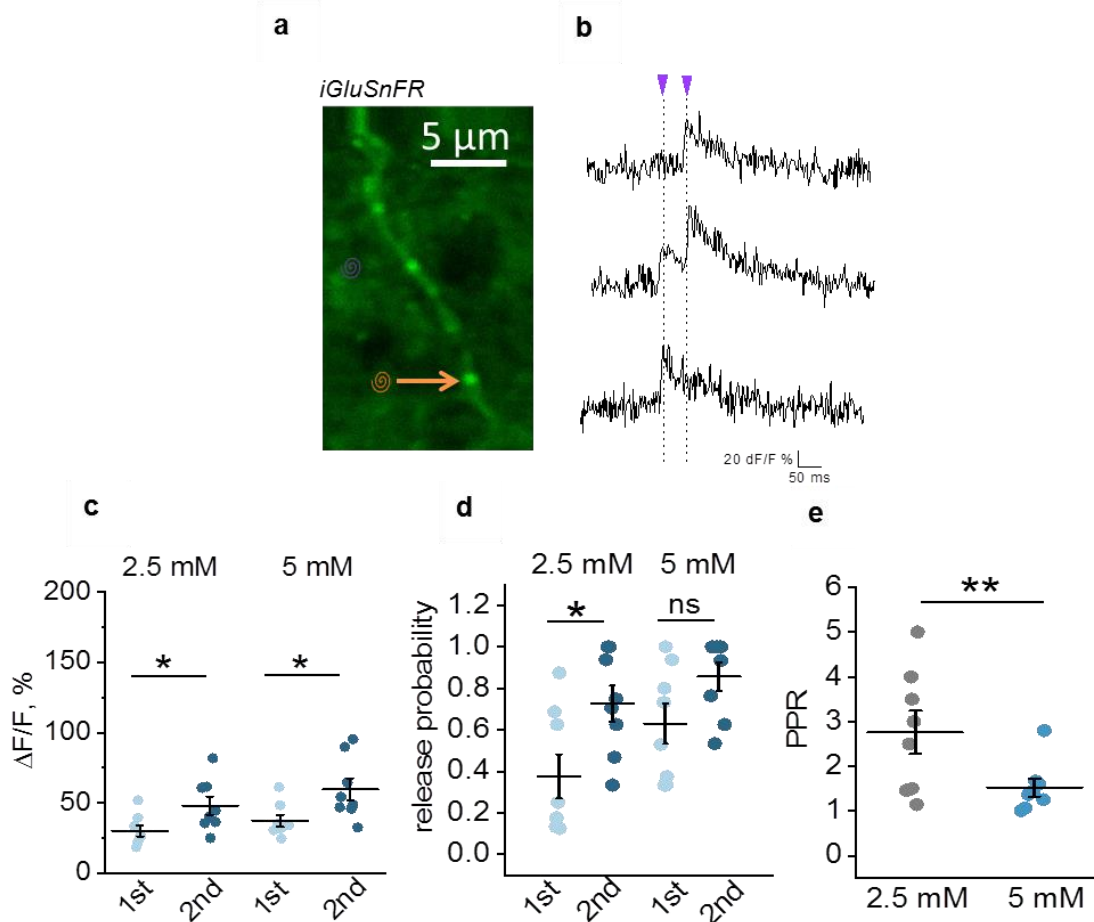 a
b
iGluSnFR
5 µm
20 dF/F %
50 ms
c
2.5 mM 5 mM
200
150
100
50
0
ΔF/F, %
* *
1st 2nd 1st 2nd
d
2.5 mM 5 mM
1.2
1.0
0.8
0.6
0.4
0.2
0.0
release probability
* ns
1st 2nd 1st 2nd
e
6
5
4
3
2
1
0
PPR
**
2.5 mM 5 mM